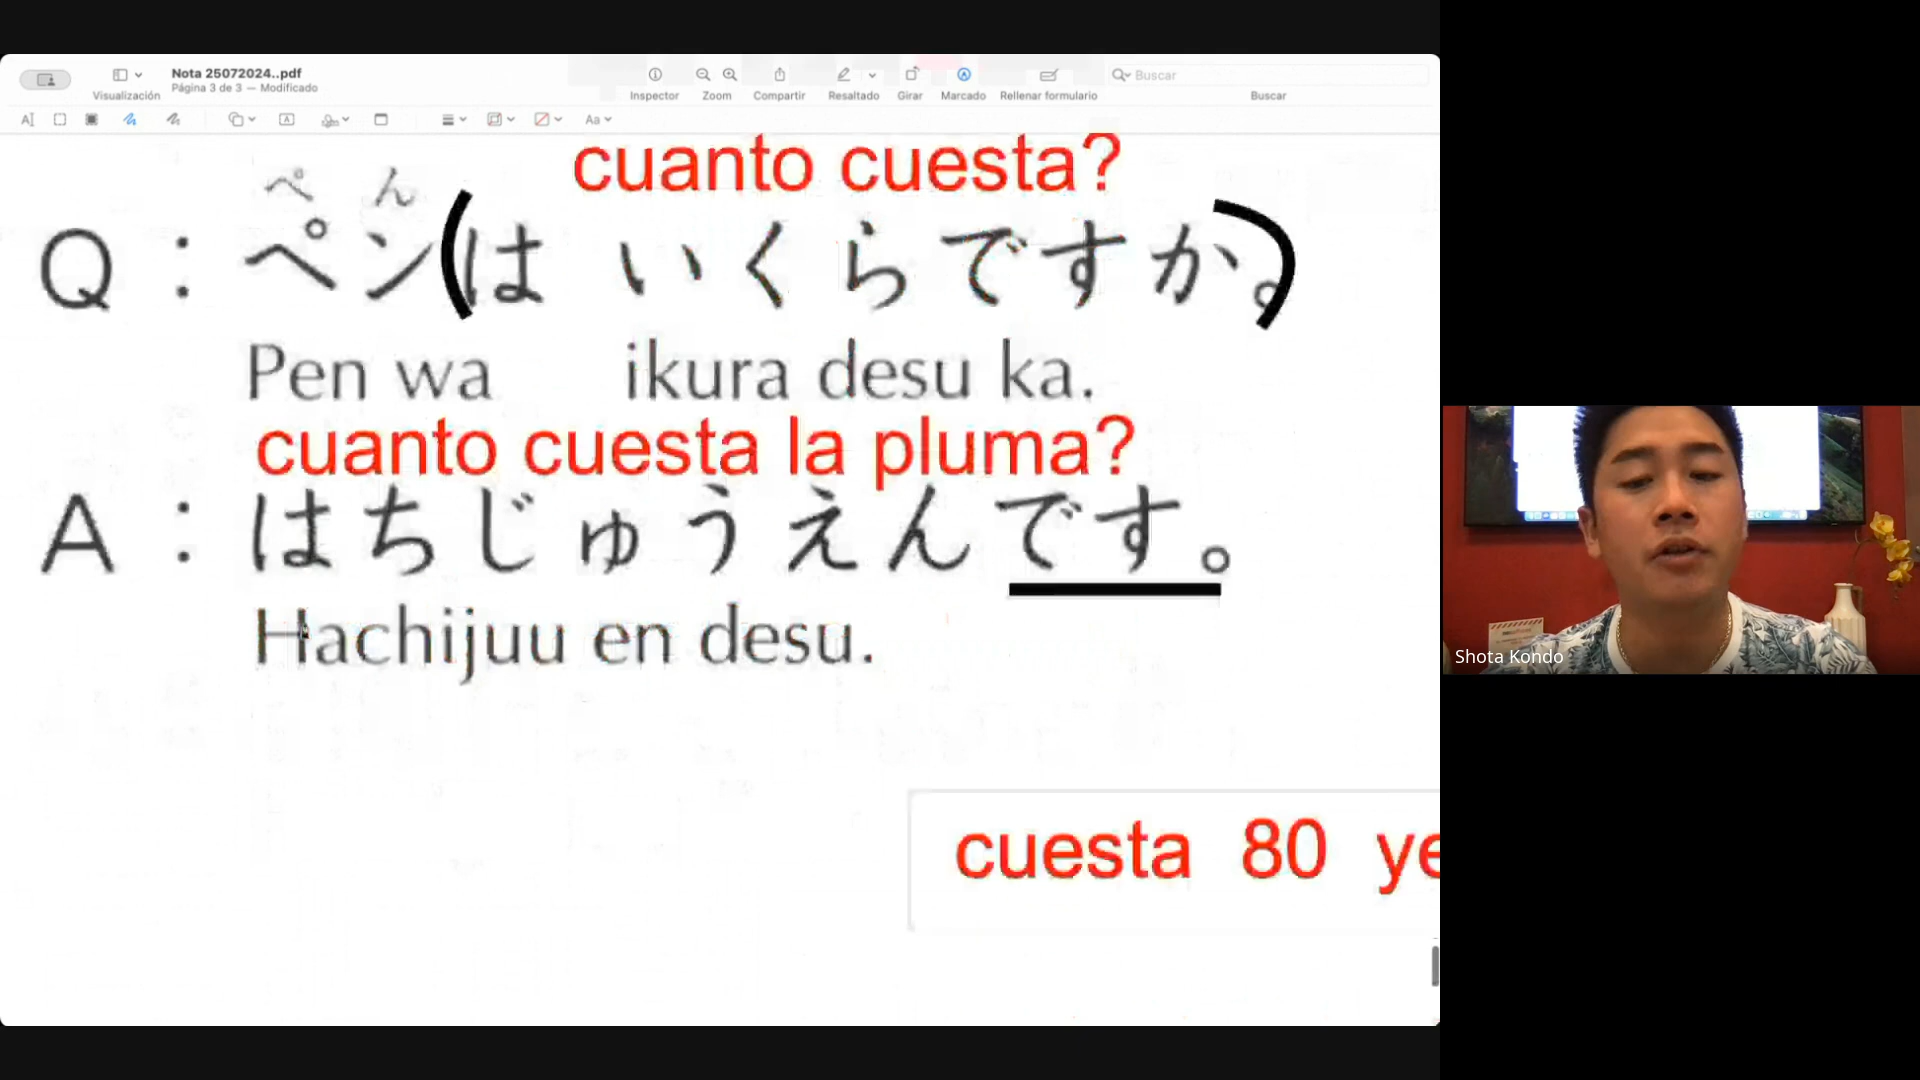 Nota 25072024..pdf
Página 3 de 3 — Modificado
Visualización
Inspector
Zoom
Compartir
Resaltado
Girar
Marcado
Rellenar formulario
Buscar
Buscar
cuanto cuesta?
ぺ ん
Q：ペン(は いくらですか。)
Pen wa ikura desu ka.
cuanto cuesta la pluma?
A：はちじゅうえんです。
Hachijuu en desu.
cuesta 80 ye
Shota Kondo